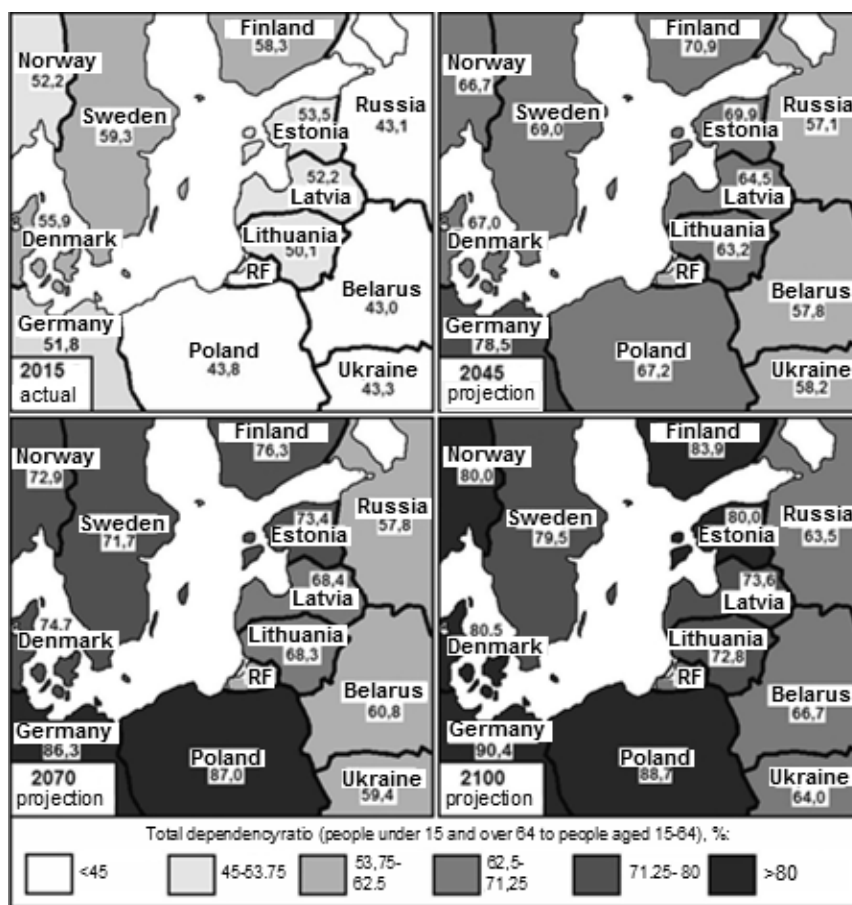 Finland
58,3
Norway
52,2
Sweden
59,3
Russia
43,1
53,5
Estonia
52,2
Latvia
55,9
Denmark
Lithuania
50,1
RF
Belarus
43,0
Germany
51,8
Poland
43,8
Ukraine
43,3
2015
actual
Finland
70,9
Norway
66,7
Sweden
69,0
Russia
57,1
69,9
Estonia
64,5
Latvia
67,0
Denmark
Lithuania
63,2
RF
Belarus
57,8
Germany
78,5
Poland
67,2
Ukraine
58,2
2045
projection
Finland
76,3
Norway
72,9
Sweden
71,7
Russia
57,8
73,4
Estonia
68,4
Latvia
74.7
Denmark
Lithuania
68,3
RF
Belarus
60,8
Germany
86,3
Poland
87,0
Ukraine
59,4
2070
projection
Finland
83,9
Norway
80,0
Sweden
79,5
Russia
63,5
80,0
Estonia
73,6
Latvia
80.5
Denmark
Lithuania
72,8
RF
Belarus
66,7
Germany
90,4
Poland
88,7
Ukraine
64,0
2100
projection
Total dependencyratio (people under 15 and over 64 to people aged 15-64), %:
<45
45-53.75
53,75-
62.5
62,5-
71,25
71.25- 80
>80